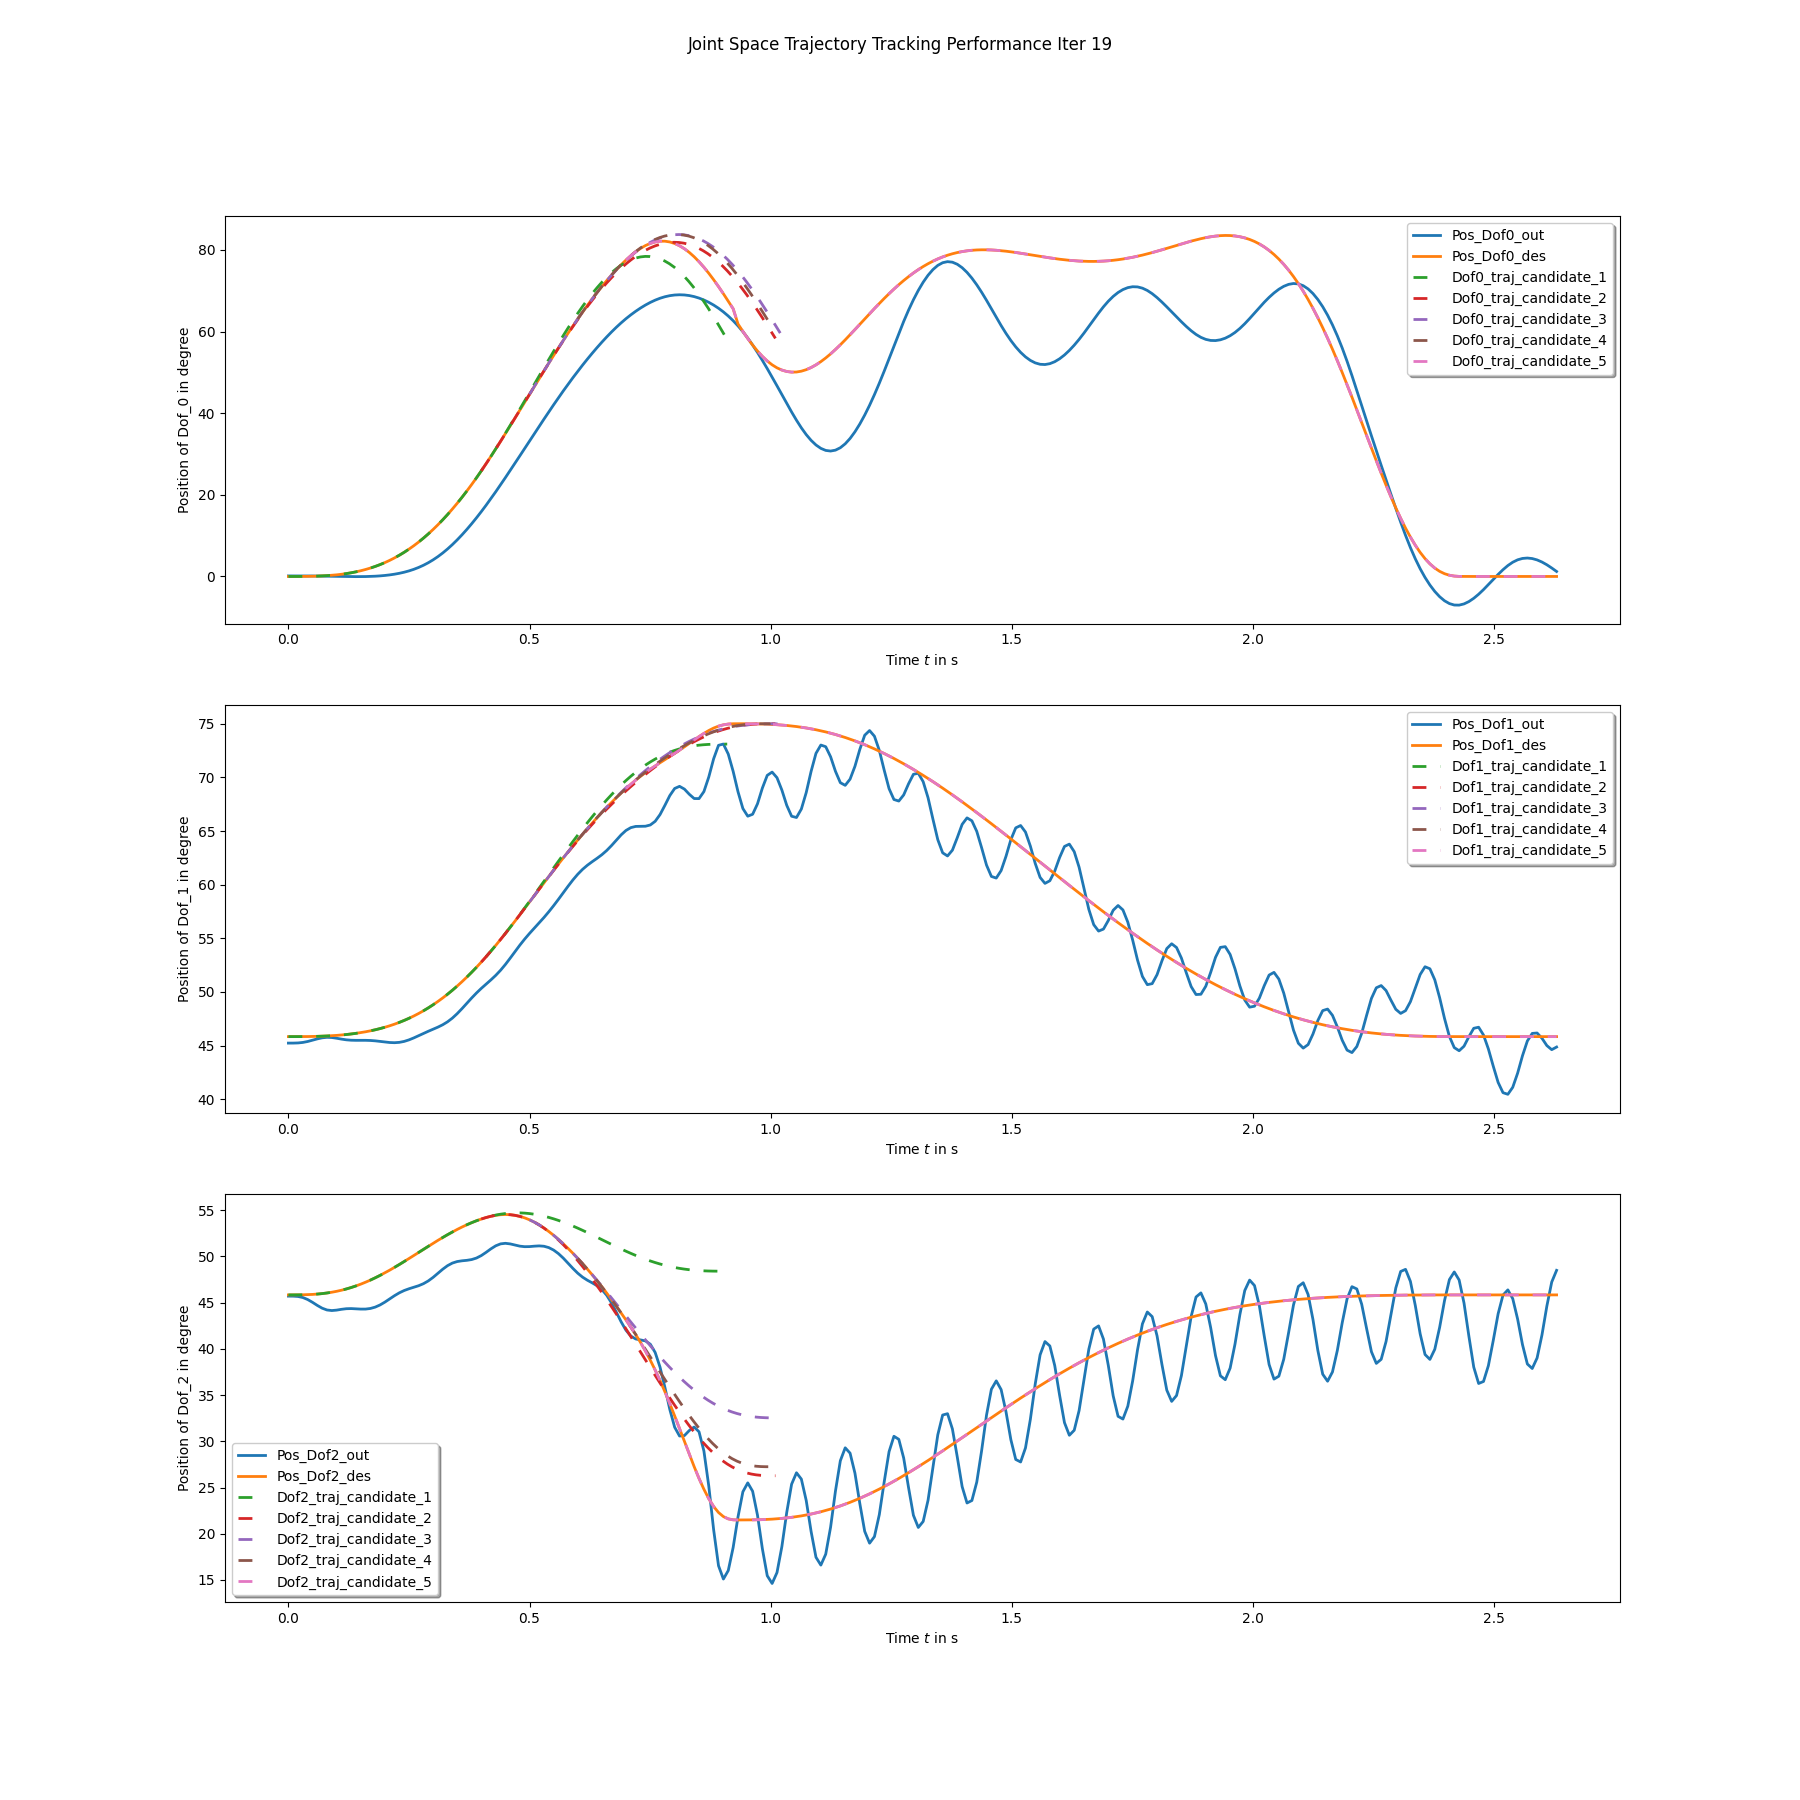 Joint Space Trajectory Tracking Performance Iter 19
Position of Dof_0 in degree
80
60
40
20
0
0.0 0.5 1.0 1.5 2.0 2.5
Time t in s
Pos_Dof0_out
Pos_Dof0_des
Dof0_traj_candidate_1
Dof0_traj_candidate_2
Dof0_traj_candidate_3
Dof0_traj_candidate_4
Dof0_traj_candidate_5
Position of Dof_1 in degree
75
70
65
60
55
50
45
40
0.0 0.5 1.0 1.5 2.0 2.5
Time t in s
Pos_Dof1_out
Pos_Dof1_des
Dof1_traj_candidate_1
Dof1_traj_candidate_2
Dof1_traj_candidate_3
Dof1_traj_candidate_4
Dof1_traj_candidate_5
Position of Dof_2 in degree
55
50
45
40
35
30
25
20
15
0.0 0.5 1.0 1.5 2.0 2.5
Time t in s
Pos_Dof2_out
Pos_Dof2_des
Dof2_traj_candidate_1
Dof2_traj_candidate_2
Dof2_traj_candidate_3
Dof2_traj_candidate_4
Dof2_traj_candidate_5